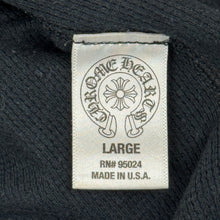 CHROME HEARTS
LARGE
RN# 95024
MADE IN U.S.A.